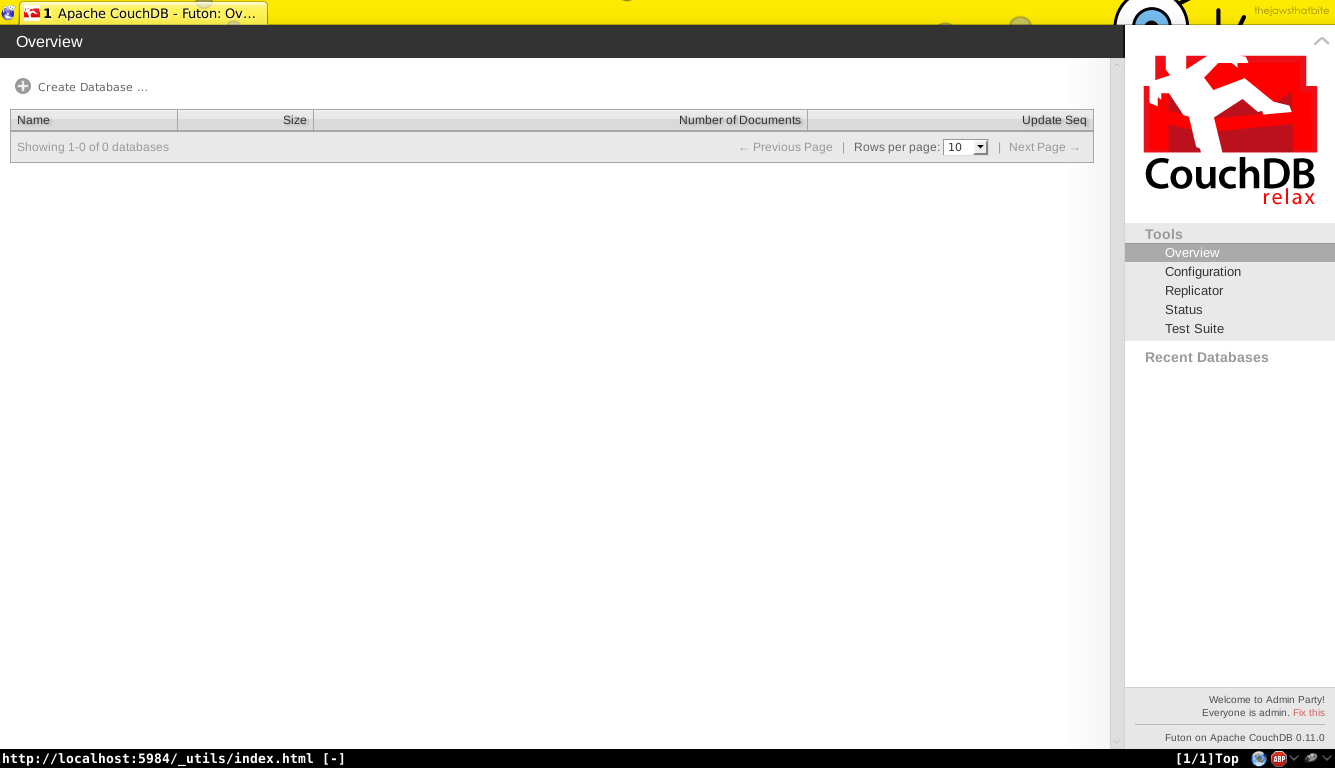 1 Apache CouchDB - Futon: Ov...
thejawsthatbite
Overview
Create Database ...
Name Size Number of Documents Update Seq
Showing 1-0 of 0 databases ← Previous Page | Rows per page: 10 | Next Page →
CouchDB
relax
Tools
Overview
Configuration
Replicator
Status
Test Suite
Recent Databases
Welcome to Admin Party!
Everyone is admin. Fix this
Futon on Apache CouchDB 0.11.0
http://localhost:5984/_utils/index.html [-] [1/1]Top ABP